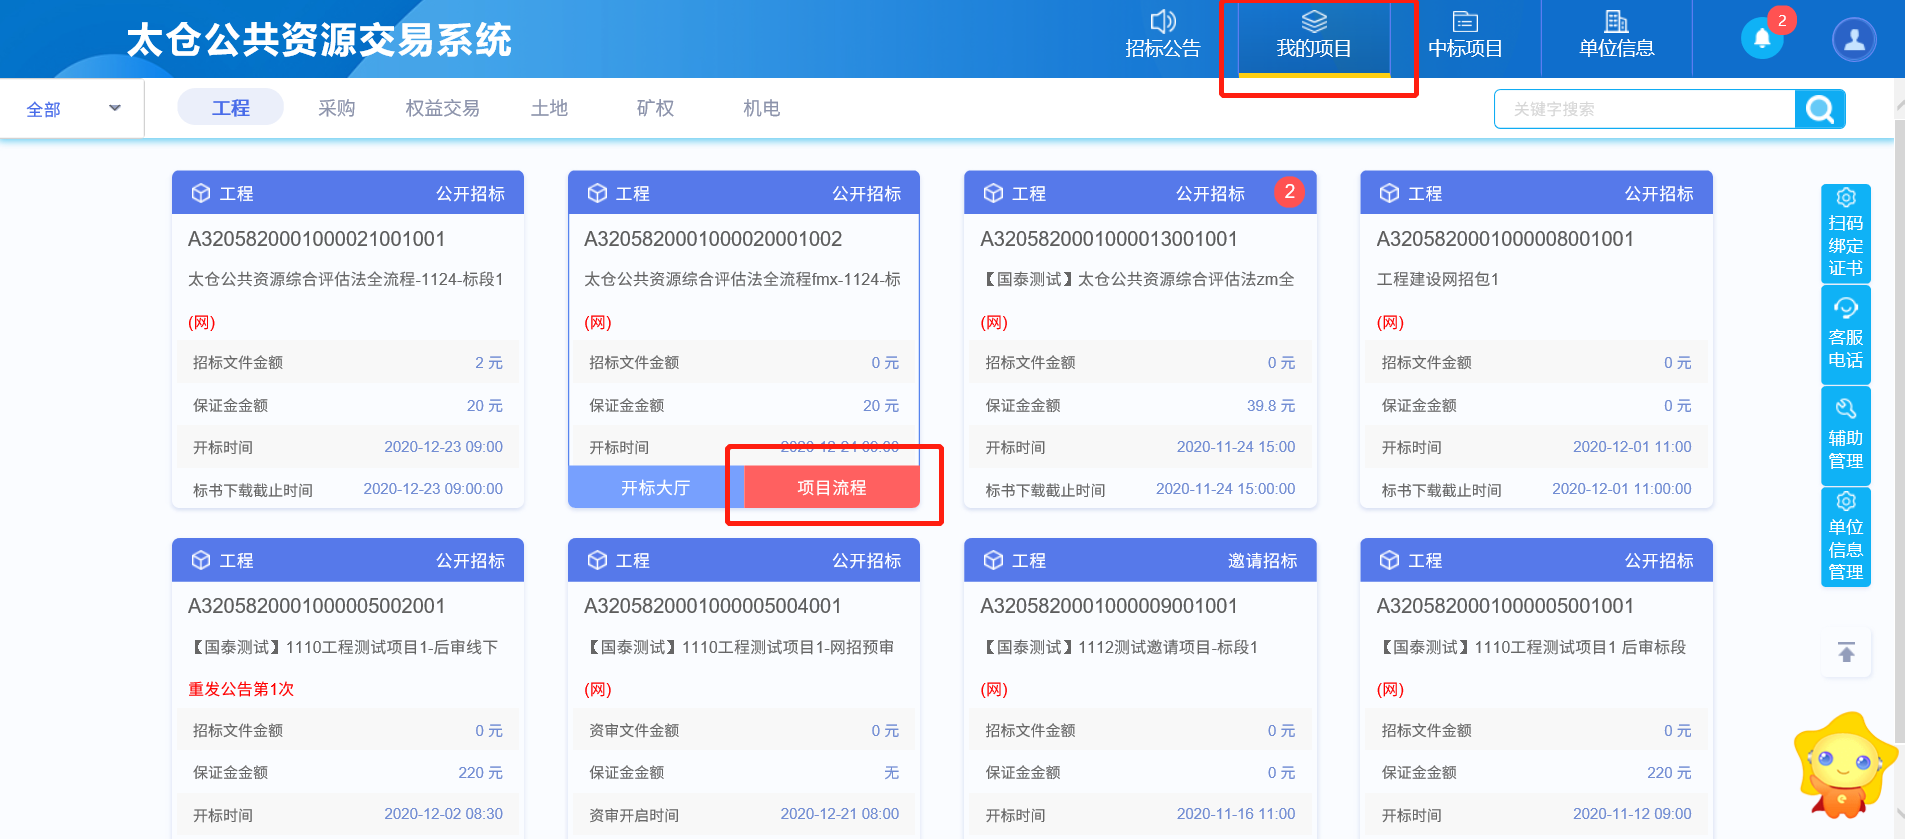 太仓公共资源交易系统
招标公告
我的项目
中标项目
单位信息
2
全部
工程
采购
权益交易
土地
矿权
机电
关键字搜索
工程 公开招标
A3205820001000021001001
太仓公共资源综合评估法全流程-1124-标段1
(网)
招标文件金额 2 元
保证金金额 20 元
开标时间 2020-12-23 09:00
标书下载截止时间 2020-12-23 09:00:00
工程 公开招标
A3205820001000020001002
太仓公共资源综合评估法全流程fmx-1124-标
(网)
招标文件金额 0 元
保证金金额 20 元
开标时间 2020-12-24 09:00
开标大厅 项目流程
工程 公开招标 2
A3205820001000013001001
【国泰测试】太仓公共资源综合评估法zm全
(网)
招标文件金额 0 元
保证金金额 39.8 元
开标时间 2020-11-24 15:00
标书下载截止时间 2020-11-24 15:00:00
工程 公开招标
A3205820001000008001001
工程建设网招包1
(网)
招标文件金额 0 元
保证金金额 0 元
开标时间 2020-12-01 11:00
标书下载截止时间 2020-12-01 11:00:00
工程 公开招标
A3205820001000005002001
【国泰测试】1110工程测试项目1-后审线下
重发公告第1次
招标文件金额 0 元
保证金金额 220 元
开标时间 2020-12-02 08:30
工程 公开招标
A3205820001000005004001
【国泰测试】1110工程测试项目1-网招预审
(网)
资审文件金额 0 元
保证金金额 无
资审开启时间 2020-12-21 08:00
工程 邀请招标
A3205820001000009001001
【国泰测试】1112测试邀请项目-标段1
(网)
招标文件金额 0 元
保证金金额 0 元
开标时间 2020-11-16 11:00
工程 公开招标
A3205820001000005001001
【国泰测试】1110工程测试项目1 后审标段
(网)
招标文件金额 0 元
保证金金额 220 元
开标时间 2020-11-12 09:00
扫码
绑定
证书
客服
电话
辅助
管理
单位
信息
管理